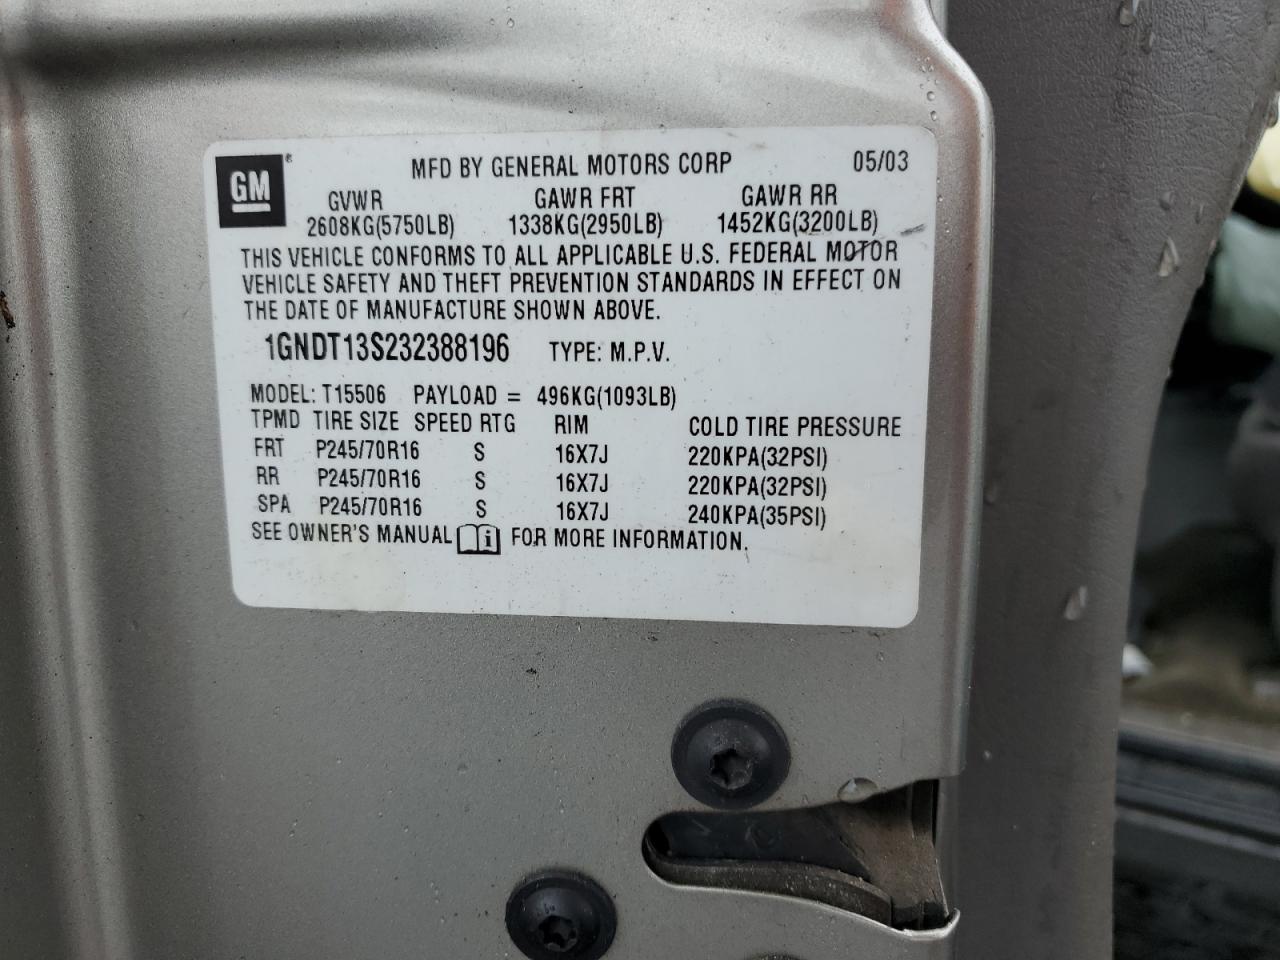 GM ® MFD BY GENERAL MOTORS CORP 05/03
GVWR GAWR FRT GAWR RR
2608KG(5750LB) 1338KG(2950LB) 1452KG(3200LB)
THIS VEHICLE CONFORMS TO ALL APPLICABLE U.S. FEDERAL MOTOR
VEHICLE SAFETY AND THEFT PREVENTION STANDARDS IN EFFECT ON
THE DATE OF MANUFACTURE SHOWN ABOVE.
1GNDT13S232388196 TYPE: M.P.V.
MODEL: T15506 PAYLOAD = 496KG(1093LB)
TPMD TIRE SIZE SPEED RTG RIM COLD TIRE PRESSURE
FRT P245/70R16 S 16X7J 220KPA(32PSI)
RR P245/70R16 S 16X7J 220KPA(32PSI)
SPA P245/70R16 S 16X7J 240KPA(35PSI)
SEE OWNER'S MANUAL i FOR MORE INFORMATION.